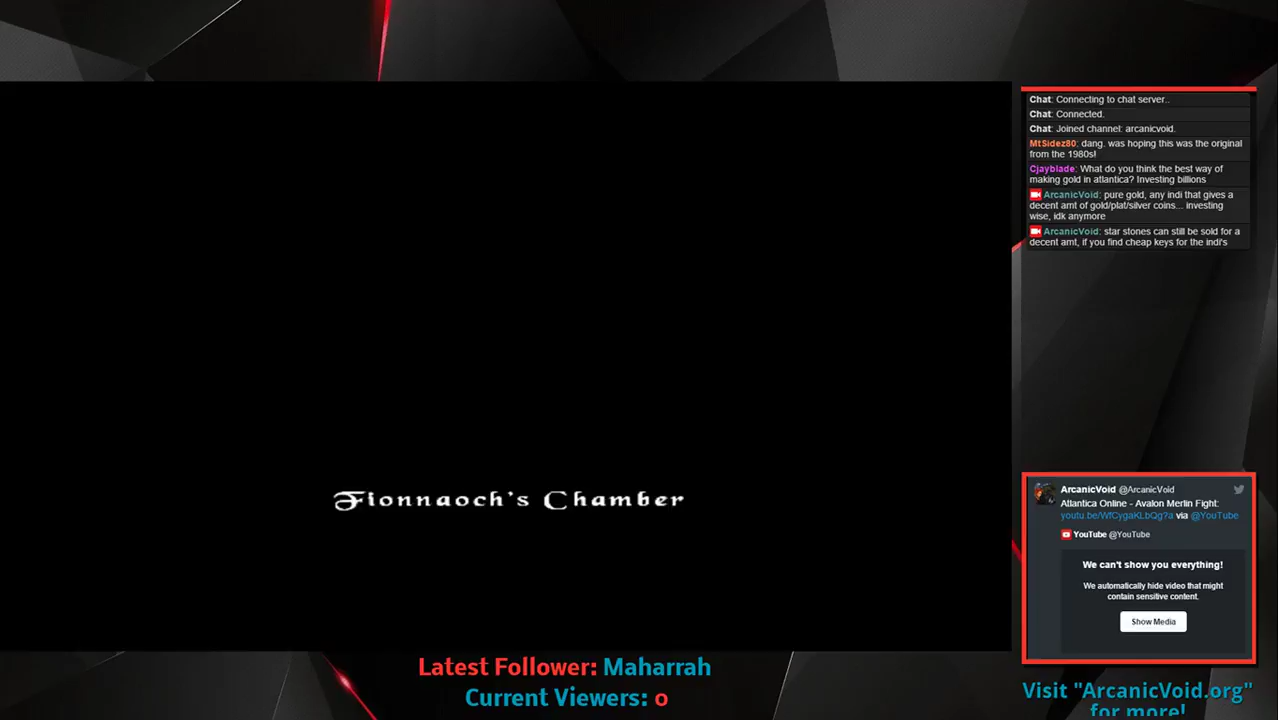 Chat: Connecting to chat server..
Chat: Connected.
Chat: Joined channel: arcanicvoid.
MtSidez80: dang. was hoping this was the original
from the 1980s!
Cjayblade: What do you think the best way of
making gold in atlantica? Investing billions
ArcanicVoid: pure gold, any indi that gives a
decent amt of gold/plat/silver coins... investing
wise, idk anymore
ArcanicVoid: star stones can still be sold for a
decent amt, if you find cheap keys for the indi's
Fionnaoch's Chamber
ArcanicVoid @ArcanicVoid
Atlantica Online - Avalon Merlin Fight:
youtu.be/WfCygaKLbQg?a via @YouTube
YouTube @YouTube
We can't show you everything!
We automatically hide video that might
contain sensitive content.
Show Media
Latest Follower: Maharrah
Current Viewers: 0
Visit "ArcanicVoid.org"
for more!